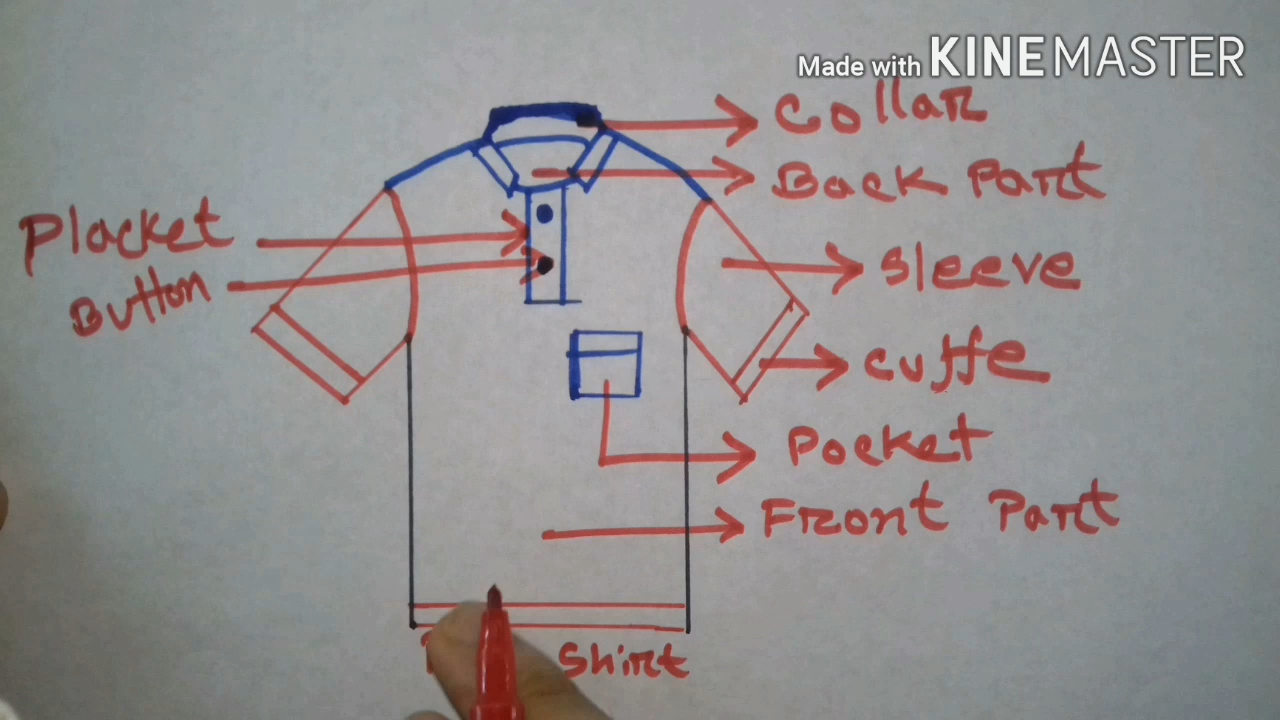 Made with KINEMASTER
Collar
Back Part
Placket
Button
Sleeve
Cuffe
Pocket
Front Part
Shirt